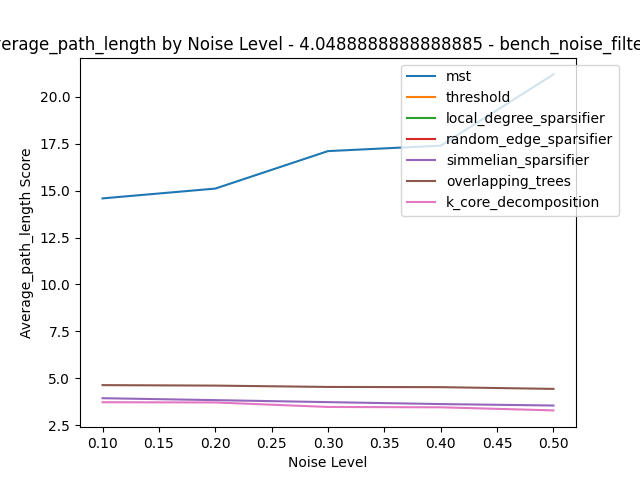 verage_path_length by Noise Level - 4.0488888888888885 - bench_noise_filte
mst
threshold
local_degree_sparsifier
random_edge_sparsifier
simmelian_sparsifier
overlapping_trees
k_core_decomposition
Average_path_length Score
20.0
17.5
15.0
12.5
10.0
7.5
5.0
2.5
0.10 0.15 0.20 0.25 0.30 0.35 0.40 0.45 0.50
Noise Level